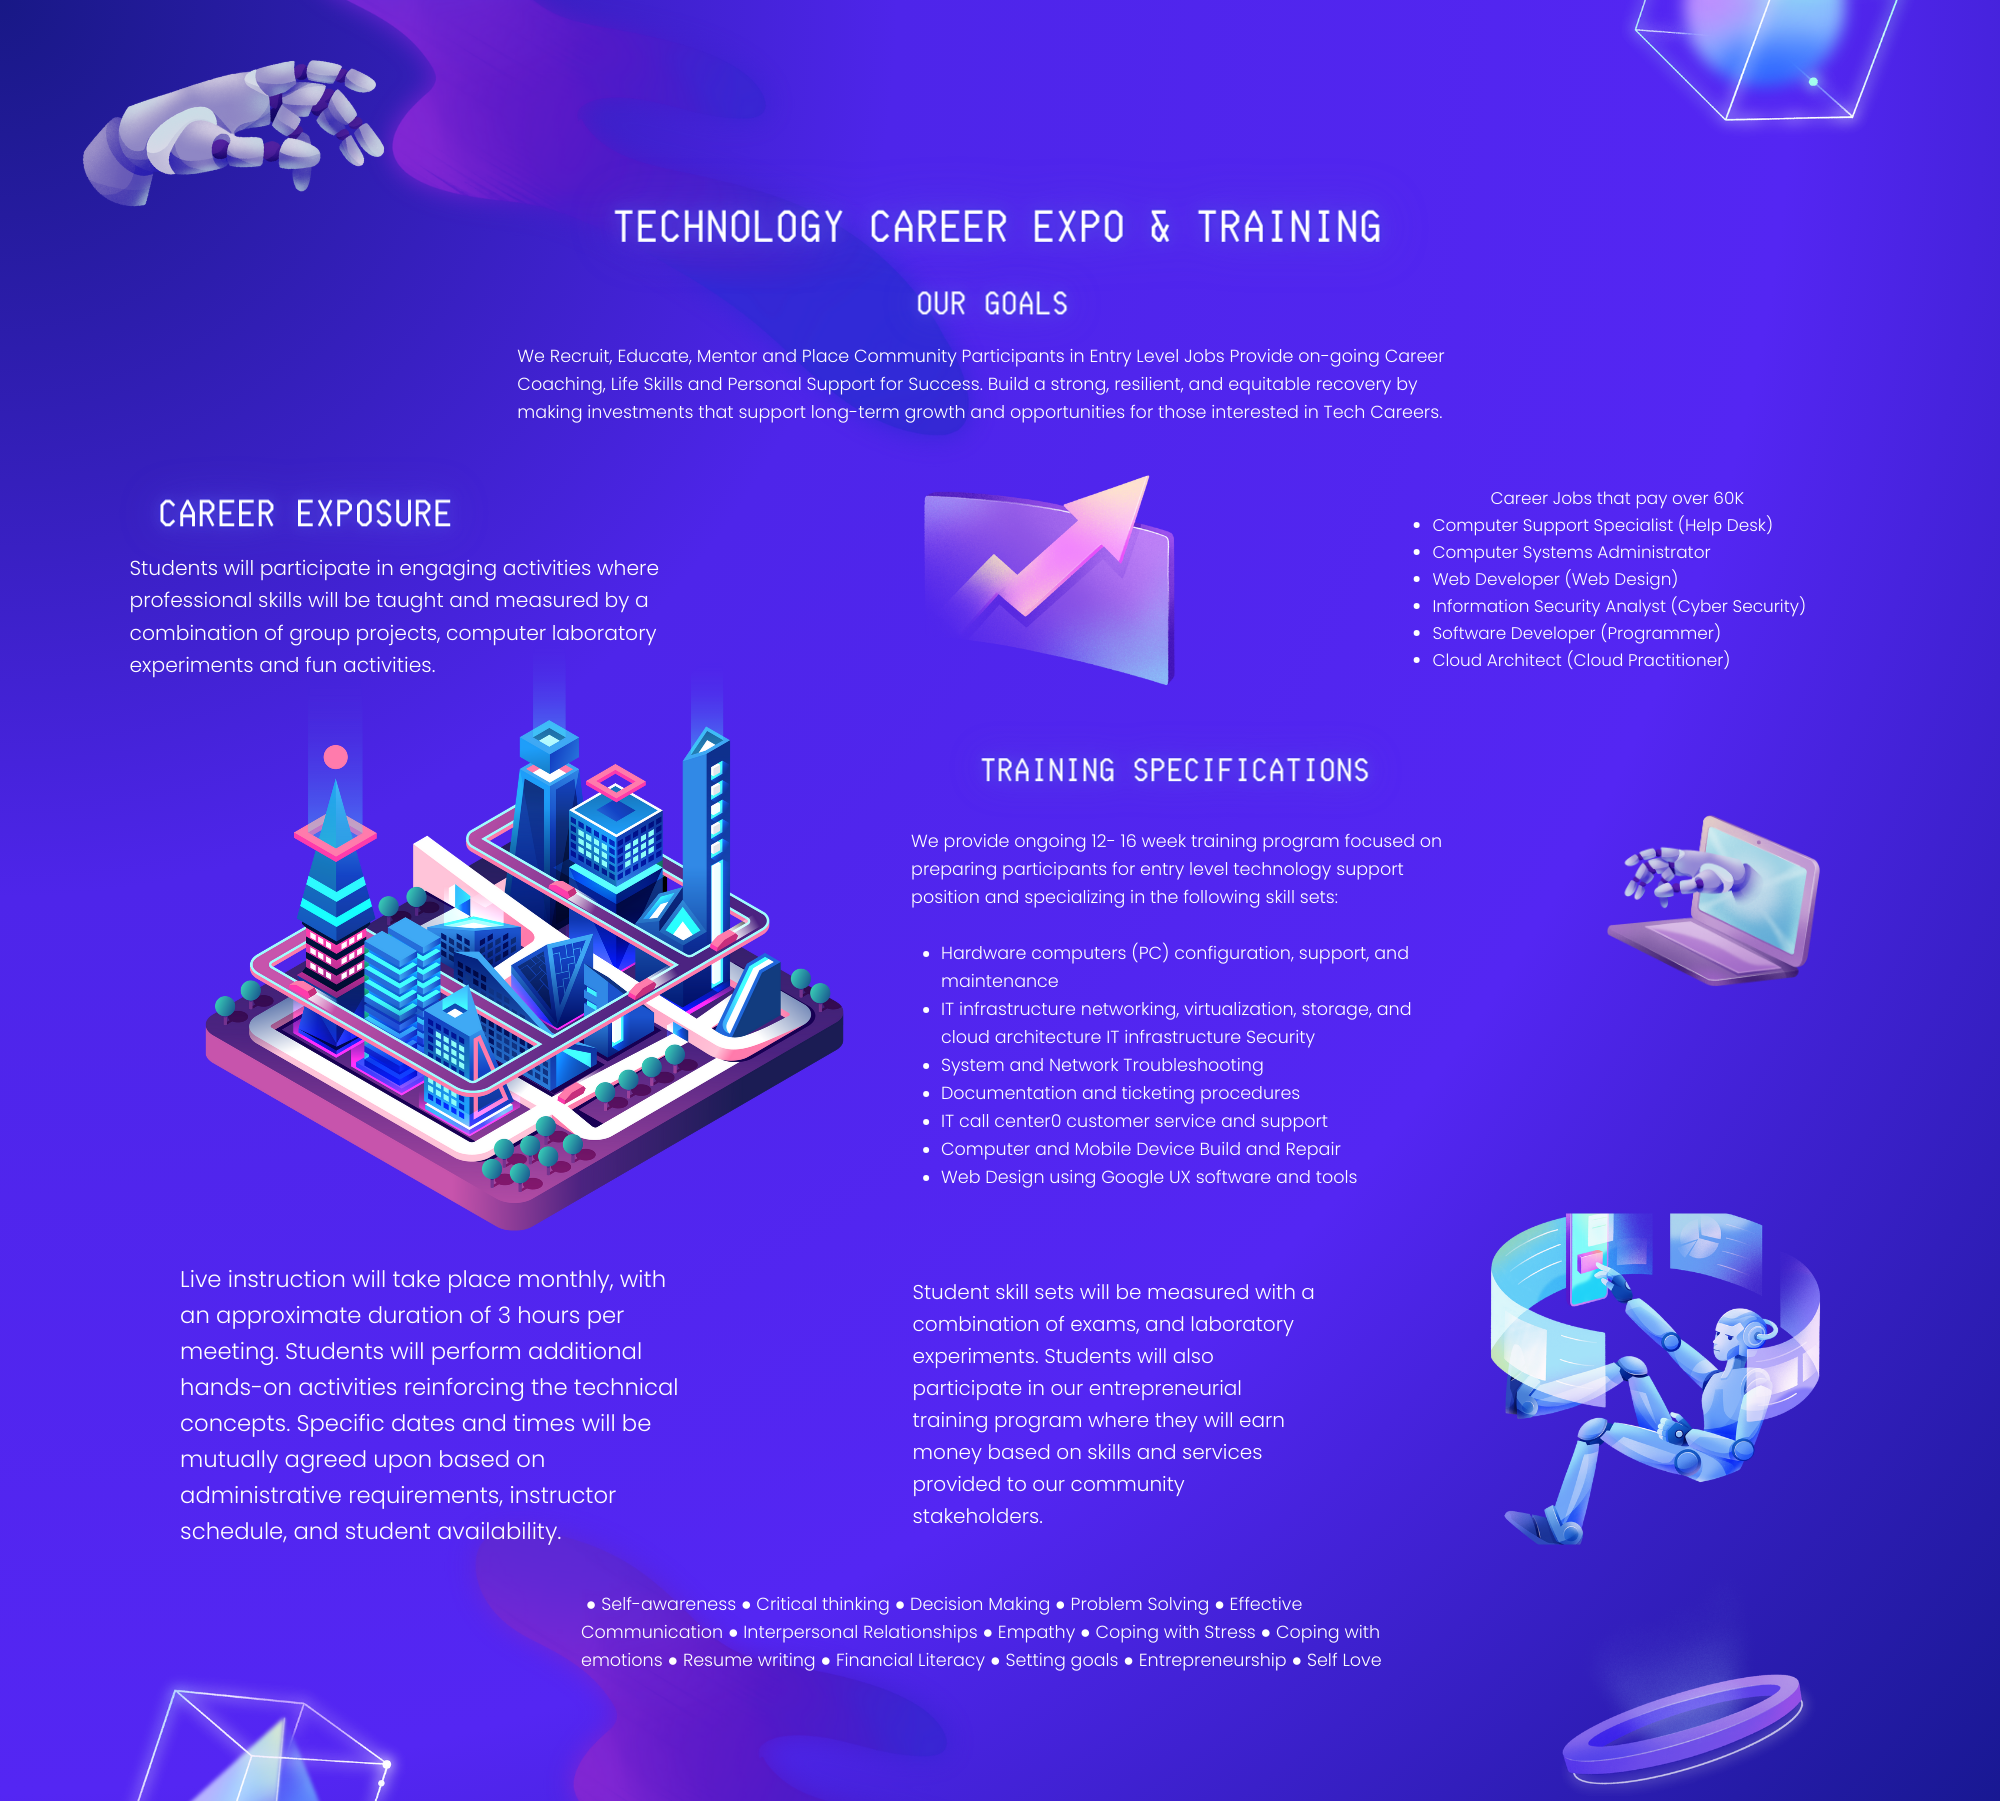 TECHNOLOGY CAREER EXPO & TRAINING
OUR GOALS
We Recruit, Educate, Mentor and Place Community Participants in Entry Level Jobs Provide on-going Career
Coaching, Life Skills and Personal Support for Success. Build a strong, resilient, and equitable recovery by
making investments that support long-term growth and opportunities for those interested in Tech Careers.
CAREER EXPOSURE
Students will participate in engaging activities where
professional skills will be taught and measured by a
combination of group projects, computer laboratory
experiments and fun activities.
Career Jobs that pay over 60K
• Computer Support Specialist (Help Desk)
• Computer Systems Administrator
• Web Developer (Web Design)
• Information Security Analyst (Cyber Security)
• Software Developer (Programmer)
• Cloud Architect (Cloud Practitioner)
TRAINING SPECIFICATIONS
We provide ongoing 12- 16 week training program focused on
preparing participants for entry level technology support
position and specializing in the following skill sets:
• Hardware computers (PC) configuration, support, and
maintenance
• IT infrastructure networking, virtualization, storage, and
cloud architecture IT infrastructure Security
• System and Network Troubleshooting
• Documentation and ticketing procedures
• IT call center0 customer service and support
• Computer and Mobile Device Build and Repair
• Web Design using Google UX software and tools
Live instruction will take place monthly, with
an approximate duration of 3 hours per
meeting. Students will perform additional
hands-on activities reinforcing the technical
concepts. Specific dates and times will be
mutually agreed upon based on
administrative requirements, instructor
schedule, and student availability.
Student skill sets will be measured with a
combination of exams, and laboratory
experiments. Students will also
participate in our entrepreneurial
training program where they will earn
money based on skills and services
provided to our community
stakeholders.
● Self-awareness ● Critical thinking ● Decision Making ● Problem Solving ● Effective
Communication ● Interpersonal Relationships ● Empathy ● Coping with Stress ● Coping with
emotions ● Resume writing ● Financial Literacy ● Setting goals ● Entrepreneurship ● Self Love